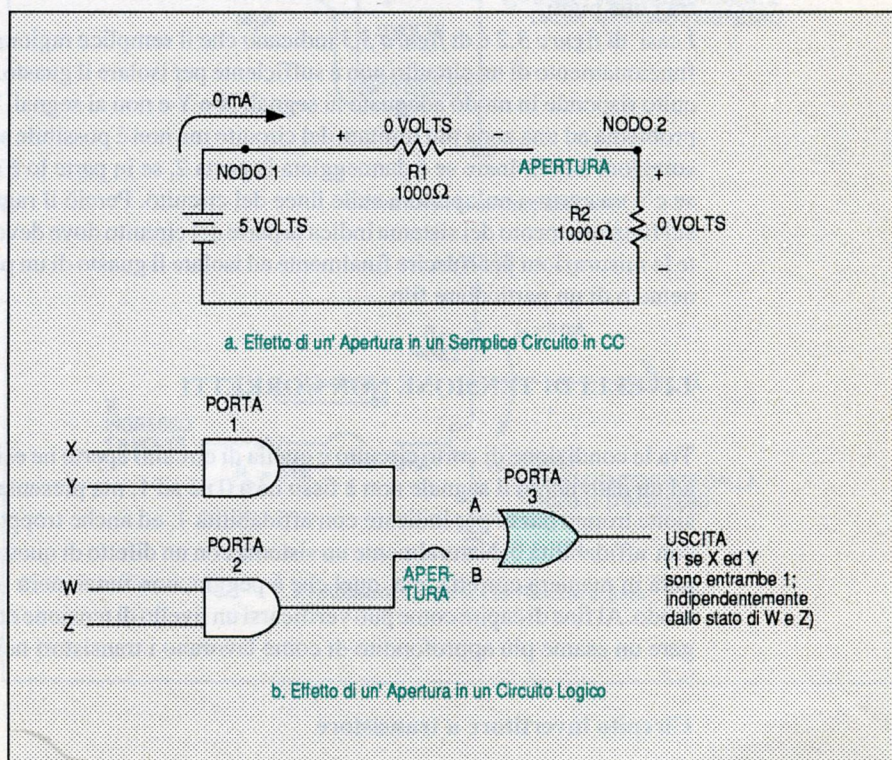 0 mA
0 VOLTS
+
−
NODO 2
NODO 1
R1
1000Ω
APERTURA
+
5 VOLTS
R2
1000Ω
0 VOLTS
−
a. Effetto di un' Apertura in un Semplice Circuito in CC
PORTA
1
X
Y
PORTA
3
A
PORTA
2
B
APER-
TURA
W
Z
USCITA
(1 se X ed Y
sono entrambe 1;
indipendentemente
dallo stato di W e Z)
b. Effetto di un' Apertura in un Circuito Logico